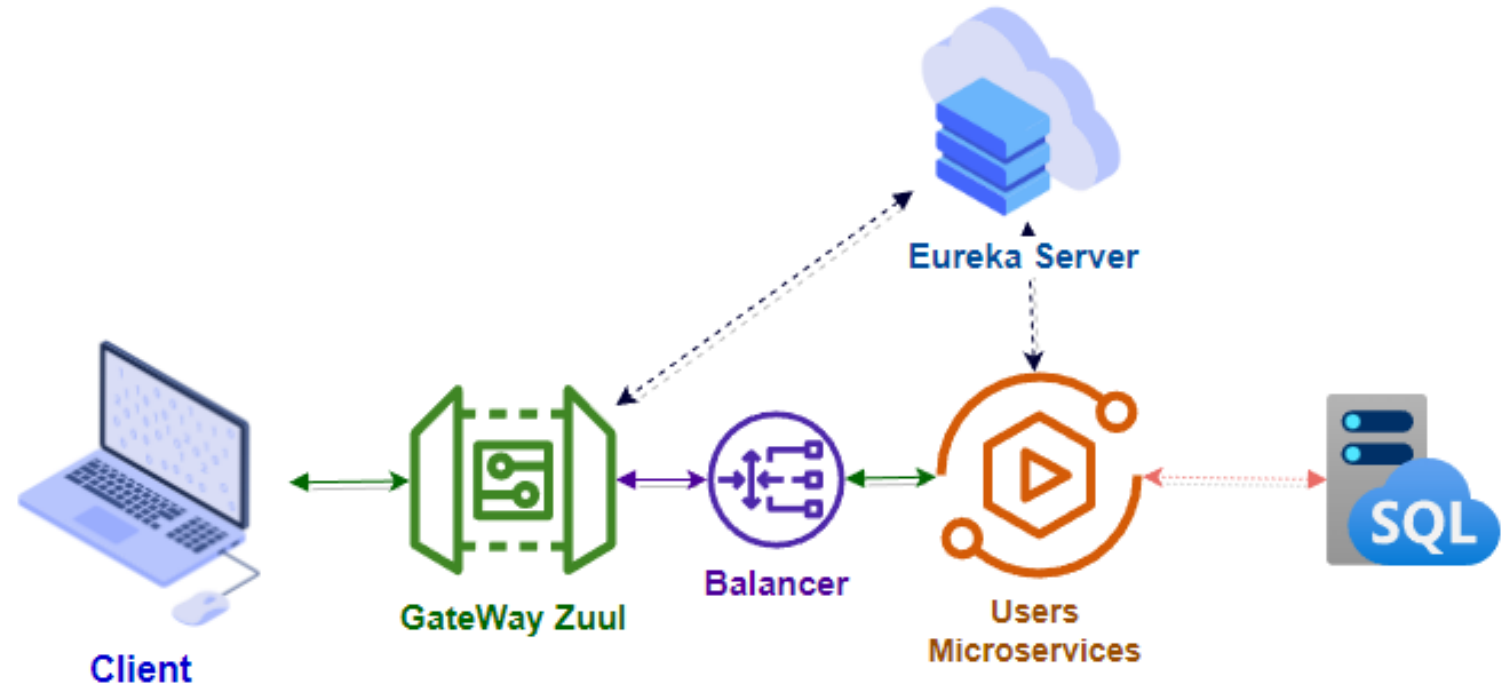 Eureka Server
SQL
Balancer
GateWay Zuul
Users
Microservices
Client